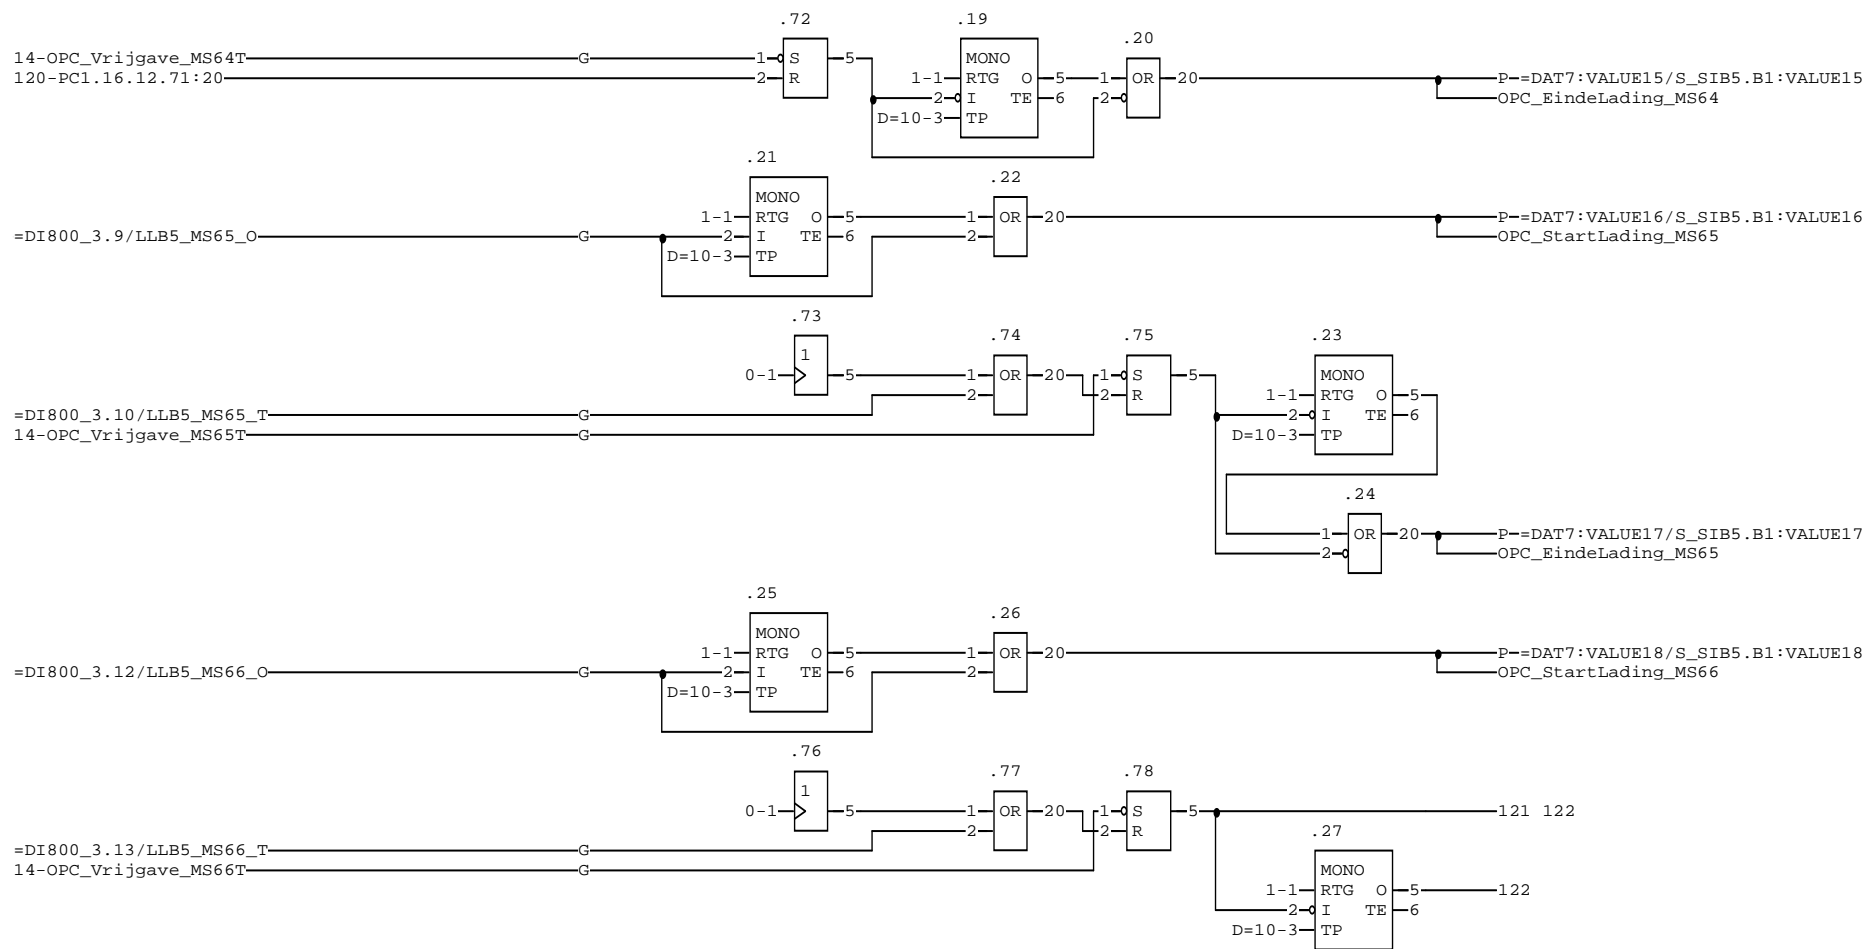 .72
.19
.20
14-OPC_Vrijgave_MS64T G 1 S 5 MONO
120-PC1.16.12.71:20 2 R 1-1 RTG O 5 1 OR 20 P =DAT7:VALUE15/S_SIB5.B1:VALUE15
2 I TE 6 2 OPC_EindeLading_MS64
D=10-3 TP
.21
.22
MONO
1-1 RTG O 5 1 OR 20 P =DAT7:VALUE16/S_SIB5.B1:VALUE16
=DI800_3.9/LLB5_MS65_O G 2 I TE 6 2 OPC_StartLading_MS65
D=10-3 TP
.73
.74 .75 .23
1
0-1 5 1 OR 20 1 S 5 MONO
2 2 R 1-1 RTG O 5
=DI800_3.10/LLB5_MS65_T G 2 I TE 6
14-OPC_Vrijgave_MS65T G D=10-3 TP
.24
1 OR 20 P =DAT7:VALUE17/S_SIB5.B1:VALUE17
2 OPC_EindeLading_MS65
.25
.26
MONO
1-1 RTG O 5 1 OR 20 P =DAT7:VALUE18/S_SIB5.B1:VALUE18
=DI800_3.12/LLB5_MS66_O G 2 I TE 6 2 OPC_StartLading_MS66
D=10-3 TP
.76
.77 .78
1
0-1 5 1 OR 20 1 S 5 121 122
2 2 R .27
=DI800_3.13/LLB5_MS66_T G
14-OPC_Vrijgave_MS66T G MONO
1-1 RTG O 5 122
2 I TE 6
D=10-3 TP